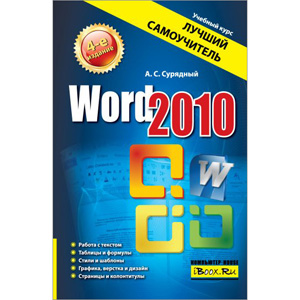 Учебный курс
ЛУЧШИЙ
САМОУЧИТЕЛЬ
4-е
издание
А. С. Сурядный
Word 2010
W
Работа с текстом
Таблицы и формулы
Стили и шаблоны
Графика, верстка и дизайн
Страницы и колонтитулы
КОМПЬЮТЕР-HOUSE
iBOOX.RU